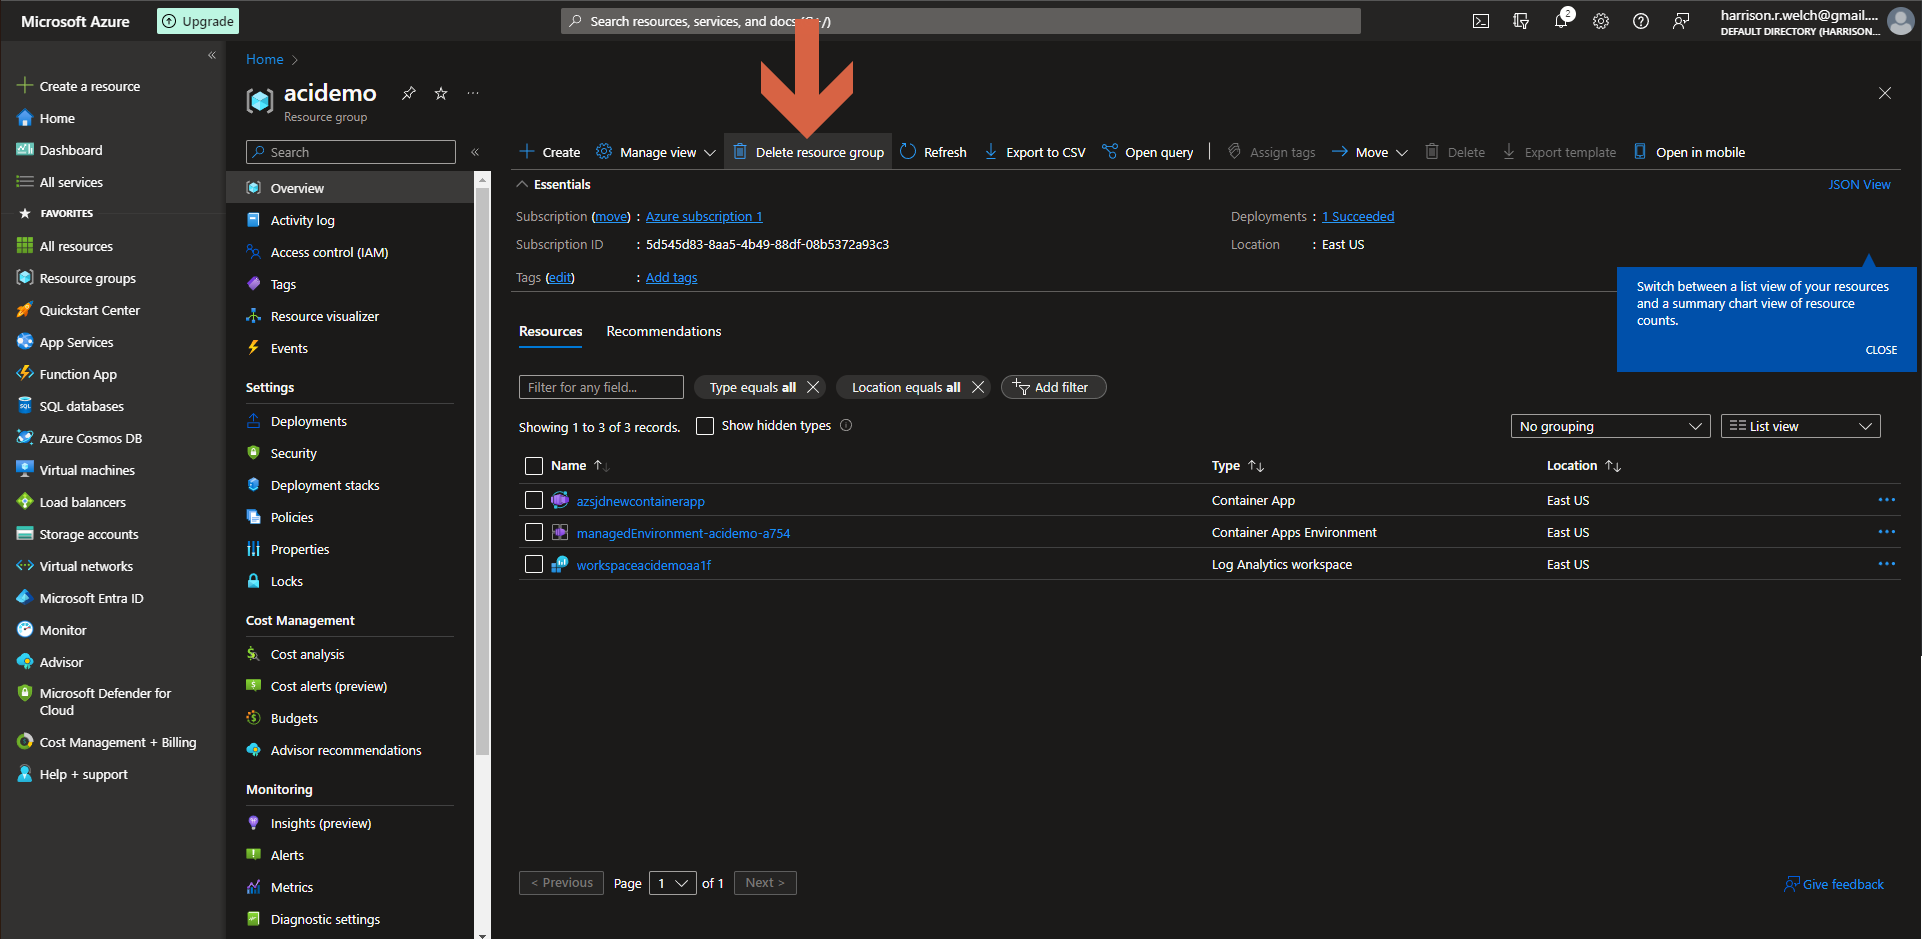 Microsoft Azure
Upgrade
Search resources, services, and docs (G+/)
2
harrison.r.welch@gmail....
DEFAULT DIRECTORY (HARRISON...
Create a resource
Home
Dashboard
All services
FAVORITES
All resources
Resource groups
Quickstart Center
App Services
Function App
SQL databases
Azure Cosmos DB
Virtual machines
Load balancers
Storage accounts
Virtual networks
Microsoft Entra ID
Monitor
Advisor
Microsoft Defender for
Cloud
Cost Management + Billing
Help + support
Home
acidemo
Resource group
Search
Overview
Activity log
Access control (IAM)
Tags
Resource visualizer
Events
Settings
Deployments
Security
Deployment stacks
Policies
Properties
Locks
Cost Management
Cost analysis
Cost alerts (preview)
Budgets
Advisor recommendations
Monitoring
Insights (preview)
Alerts
Metrics
Diagnostic settings
Create Manage view Delete resource group Refresh Export to CSV Open query Assign tags Move Delete Export template Open in mobile
Essentials JSON View
Subscription (move) : Azure subscription 1 Deployments : 1 Succeeded
Subscription ID : 5d545d83-8aa5-4b49-88df-08b5372a93c3 Location : East US
Tags (edit) : Add tags
Switch between a list view of your resources
and a summary chart view of resource
counts.
CLOSE
Resources Recommendations
Filter for any field... Type equals all Location equals all Add filter
Showing 1 to 3 of 3 records. Show hidden types No grouping List view
Name Type Location
azsjdnewcontainerapp Container App East US
managedEnvironment-acidemo-a754 Container Apps Environment East US
workspaceacidemoaa1f Log Analytics workspace East US
< Previous Page 1 of 1 Next >
Give feedback